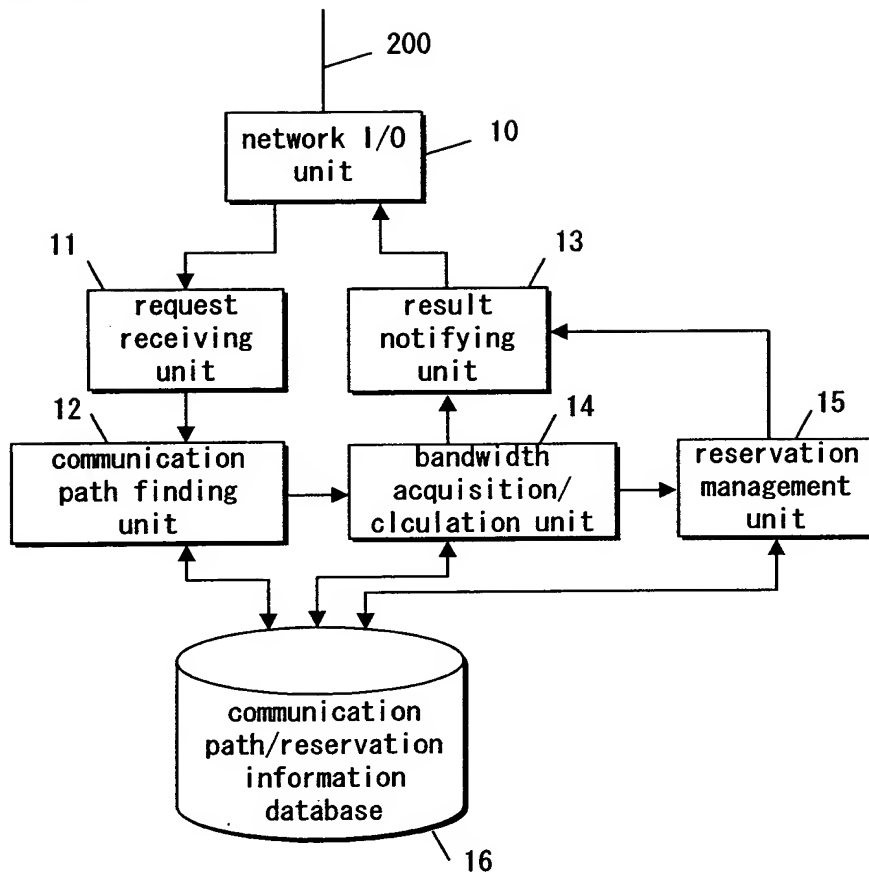 200
network I/O
unit
10
11
request
receiving
unit
13
result
notifying
unit
12
communication
path finding
unit
14
bandwidth
acquisition/
clculation unit
15
reservation
management
unit
communication
path/reservation
information
database
16